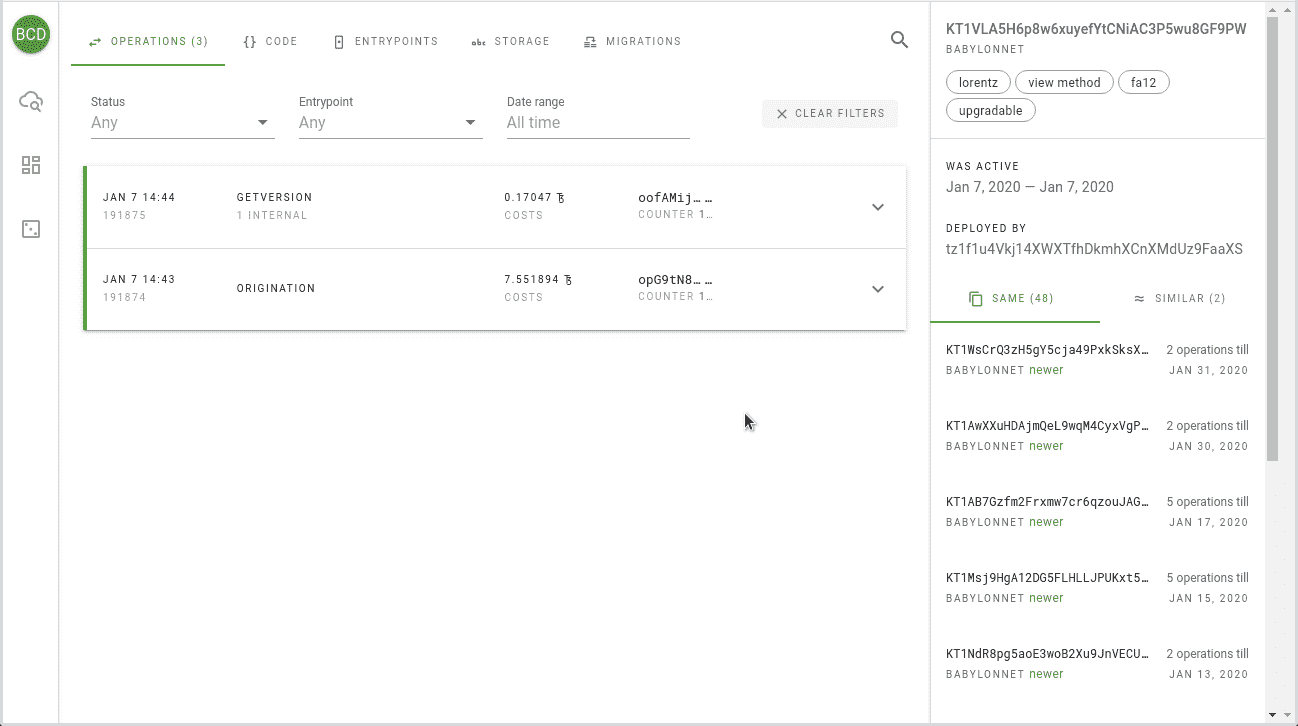 BCD
OPERATIONS (3)
{} CODE
ENTRYPOINTS
abc STORAGE
MIGRATIONS
Status
Any
Entrypoint
Any
Date range
All time
CLEAR FILTERS
JAN 7 14:44
191875
GETVERSION
1 INTERNAL
0.17047 ꜩ
COSTS
oofAMij… …
COUNTER 1…
JAN 7 14:43
191874
ORIGINATION
7.551894 ꜩ
COSTS
opG9tN8… …
COUNTER 1…
KT1VLA5H6p8w6xuyefYtCNiAC3P5wu8GF9PW
BABYLONNET
lorentz
view method
fa12
upgradable
WAS ACTIVE
Jan 7, 2020 — Jan 7, 2020
DEPLOYED BY
tz1f1u4Vkj14XWXTfhDkmhXCnXMdUz9FaaXS
SAME (48)
SIMILAR (2)
KT1WsCrQ3zH5gY5cja49PxkSksX… 2 operations till
BABYLONNET newer JAN 31, 2020
KT1AwXXuHDAjmQeL9wqM4CyxVgP… 2 operations till
BABYLONNET newer JAN 30, 2020
KT1AB7Gzfm2Frxmw7cr6qzouJAG… 5 operations till
BABYLONNET newer JAN 17, 2020
KT1Msj9HgA12DG5FLHLLJPUKxt5… 5 operations till
BABYLONNET newer JAN 15, 2020
KT1NdR8pg5aoE3woB2Xu9JnVECU… 2 operations till
BABYLONNET newer JAN 13, 2020